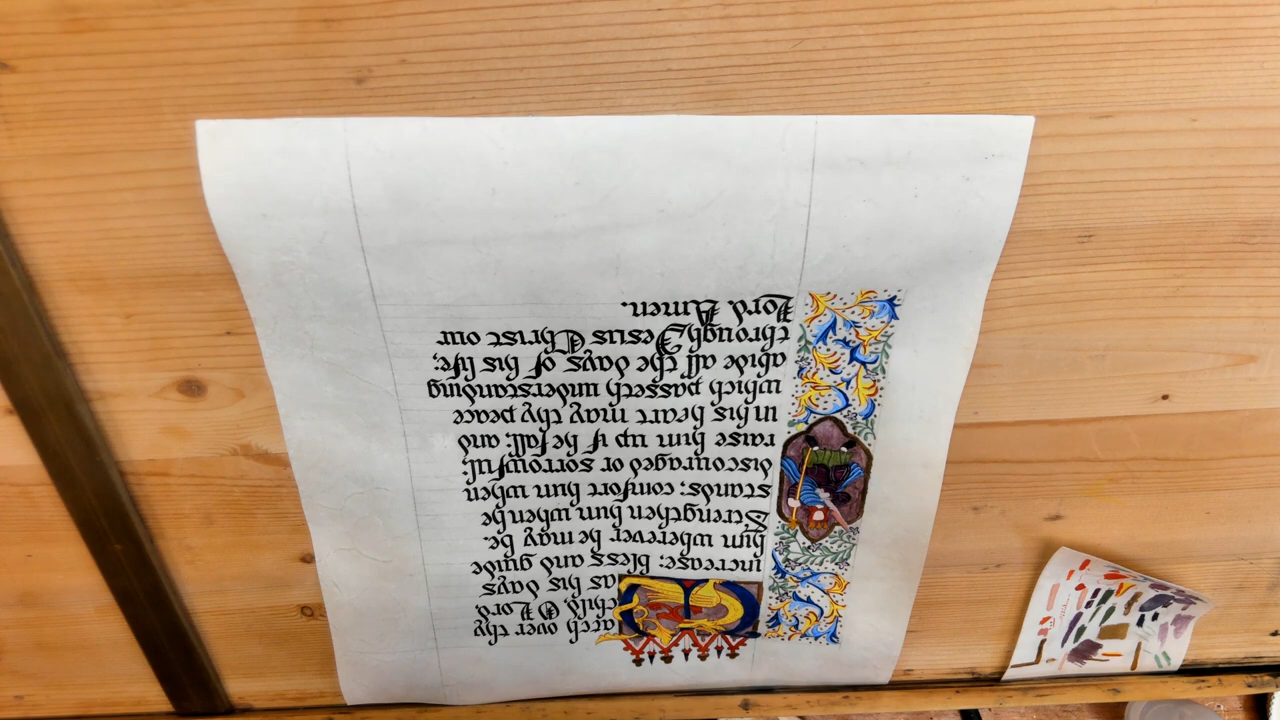 Watch over thy
child, O Lord,
as his days
increase; bless and guide
him wherever he may be.
Strengthen him when he
stands; comfort him when
discouraged or sorrowful;
raise him up if he fall; and
in his heart may thy peace
which passeth understanding
abide all the days of his life;
through Jesus Christ our
Lord. Amen.